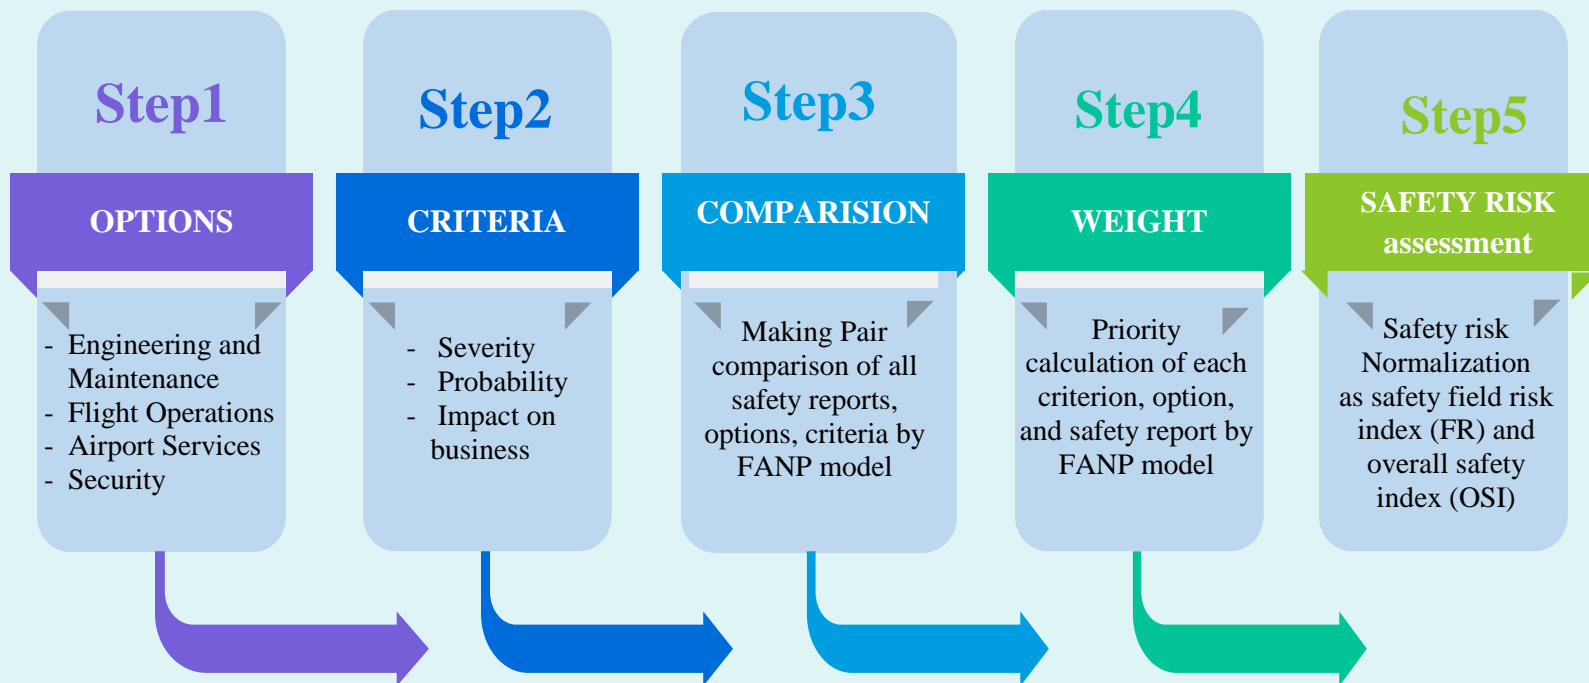 Step1
OPTIONS
- Engineering and
Maintenance
- Flight Operations
- Airport Services
- Security
Step2
CRITERIA
- Severity
- Probability
- Impact on
business
Step3
COMPARISION
Making Pair
comparison of all
safety reports,
options, criteria by
FANP model
Step4
WEIGHT
Priority
calculation of each
criterion, option,
and safety report by
FANP model
Step5
SAFETY RISK
assessment
Safety risk
Normalization
as safety field risk
index (FR) and
overall safety
index (OSI)